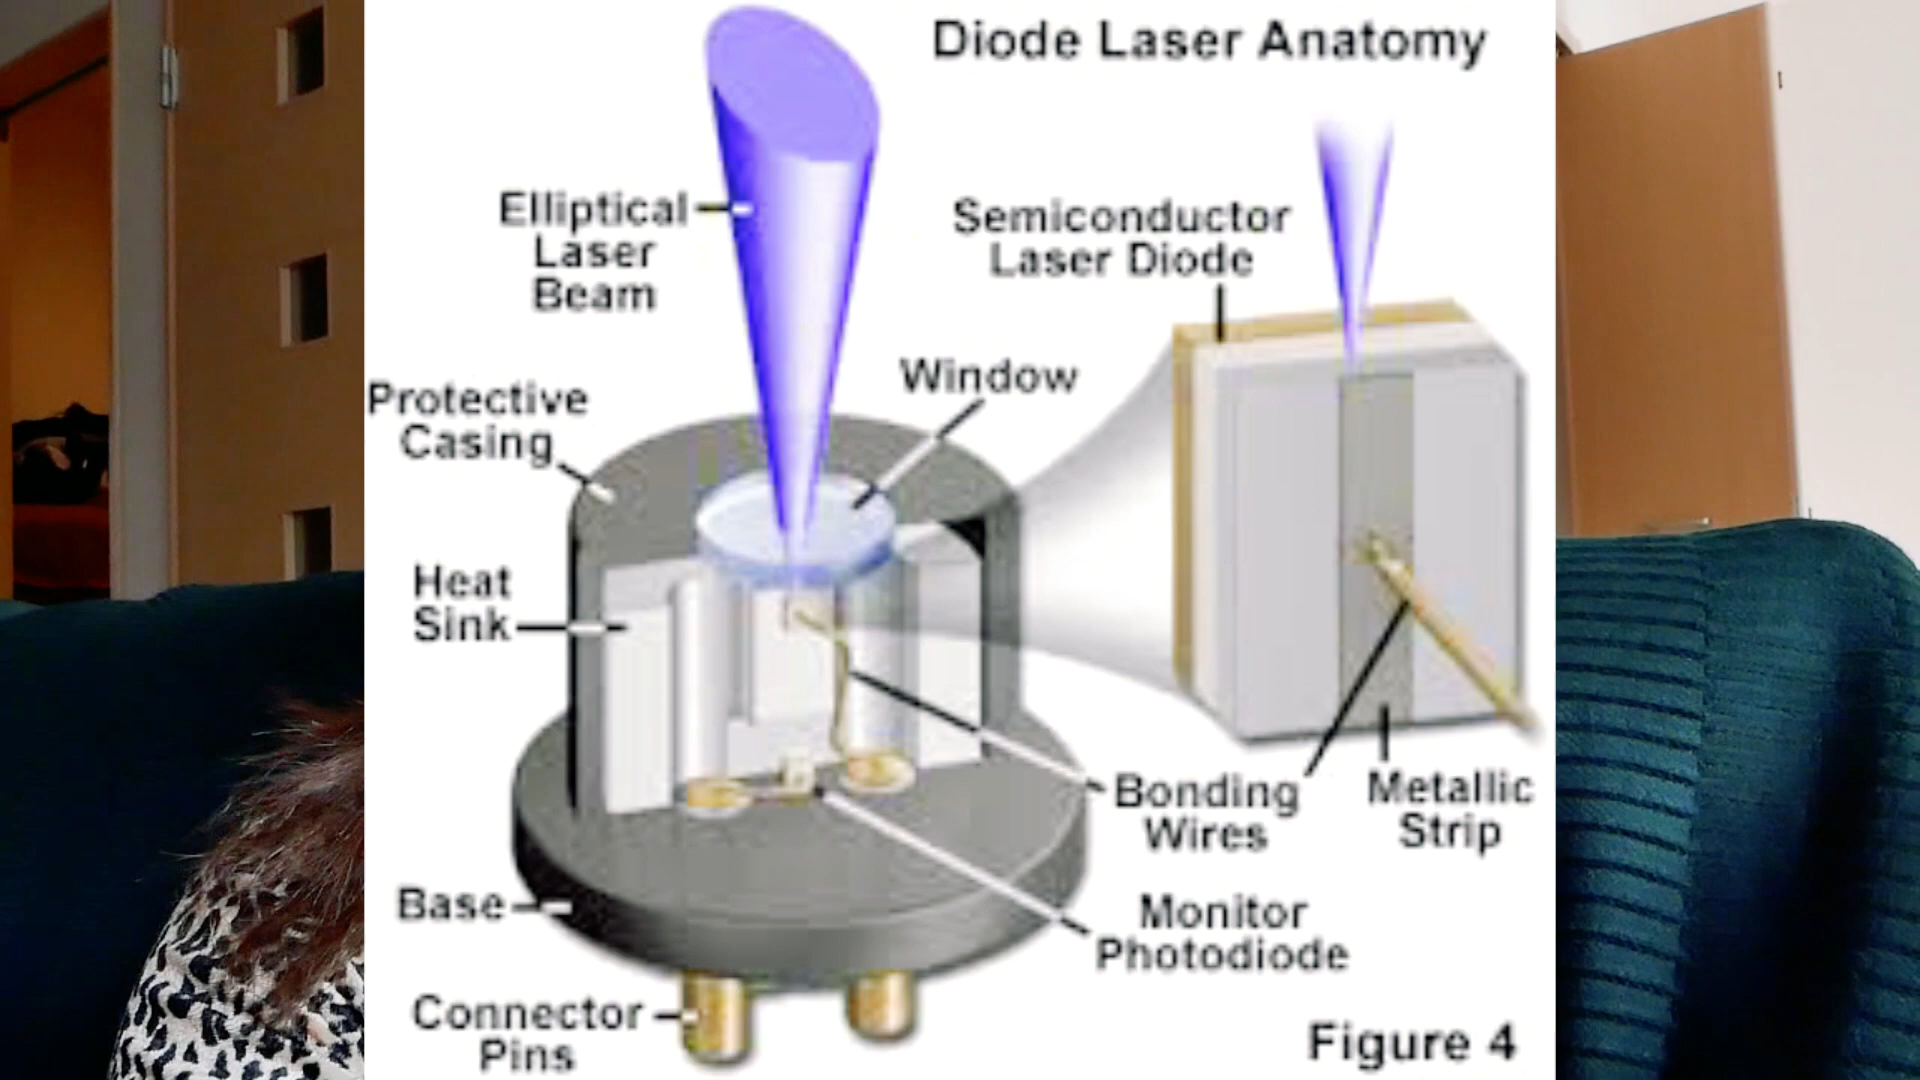 Diode Laser Anatomy
Elliptical
Laser
Beam
Semiconductor
Laser Diode
Window
Protective
Casing
Heat
Sink
Bonding
Wires
Metallic
Strip
Base
Monitor
Photodiode
Connector
Pins
Figure 4